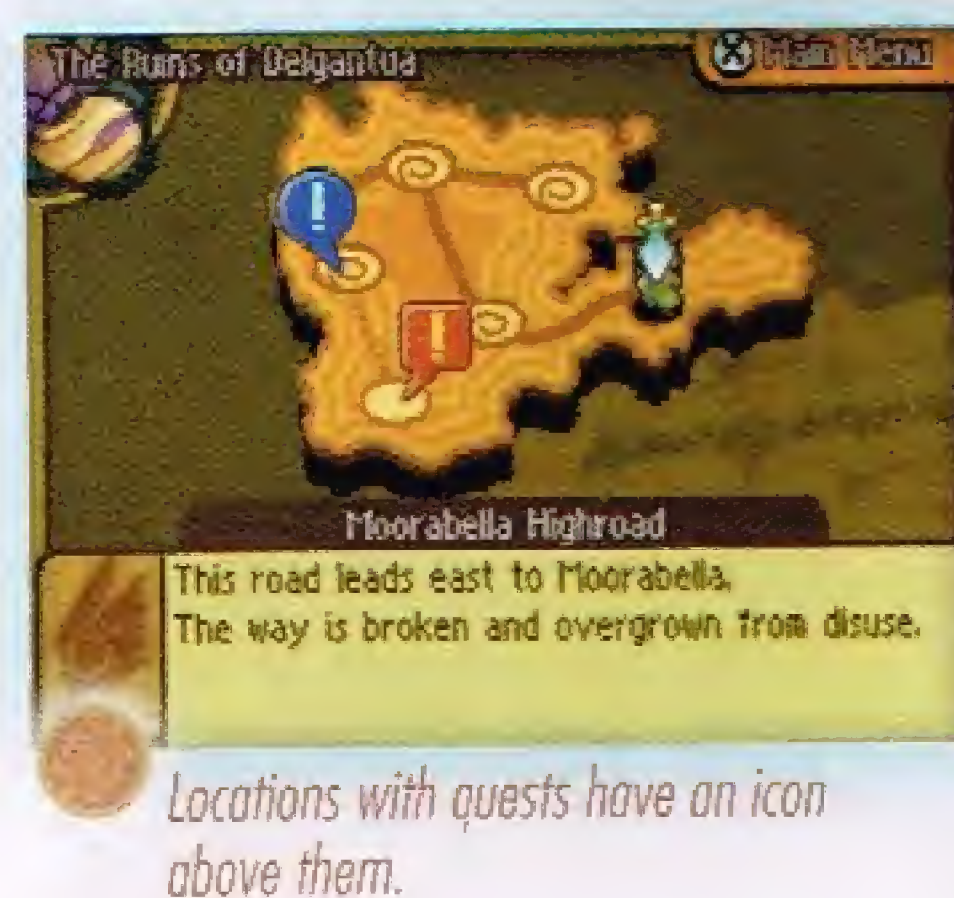 The Ruins of Delgantua
Main Menu
!
!
Moorabella Highroad
This road leads east to Moorabella.
The way is broken and overgrown from disuse.
Locations with quests have an icon
above them.